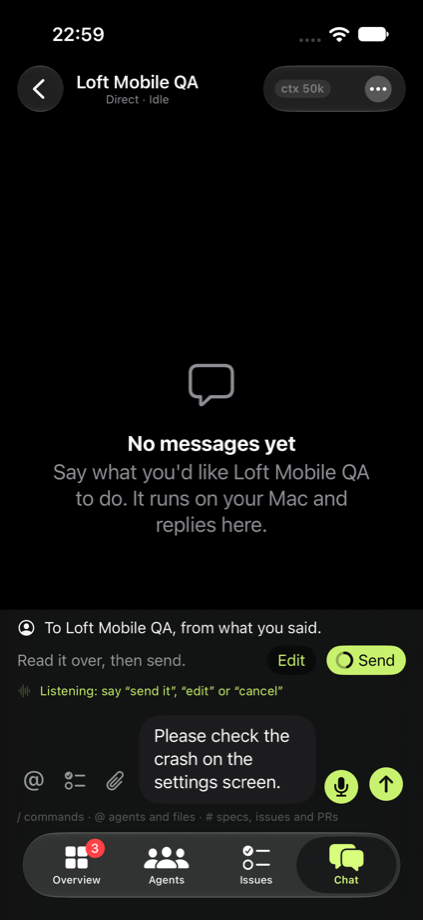 22:59
Loft Mobile QA
Direct · Idle
ctx 50k
No messages yet
Say what you'd like Loft Mobile QA
to do. It runs on your Mac and
replies here.
To Loft Mobile QA, from what you said.
Read it over, then send.
Edit
Send
Listening: say “send it”, “edit” or “cancel”
Please check the
crash on the
settings screen.
@
/ commands · @ agents and files · # specs, issues and PRs
3
Overview
Agents
Issues
Chat